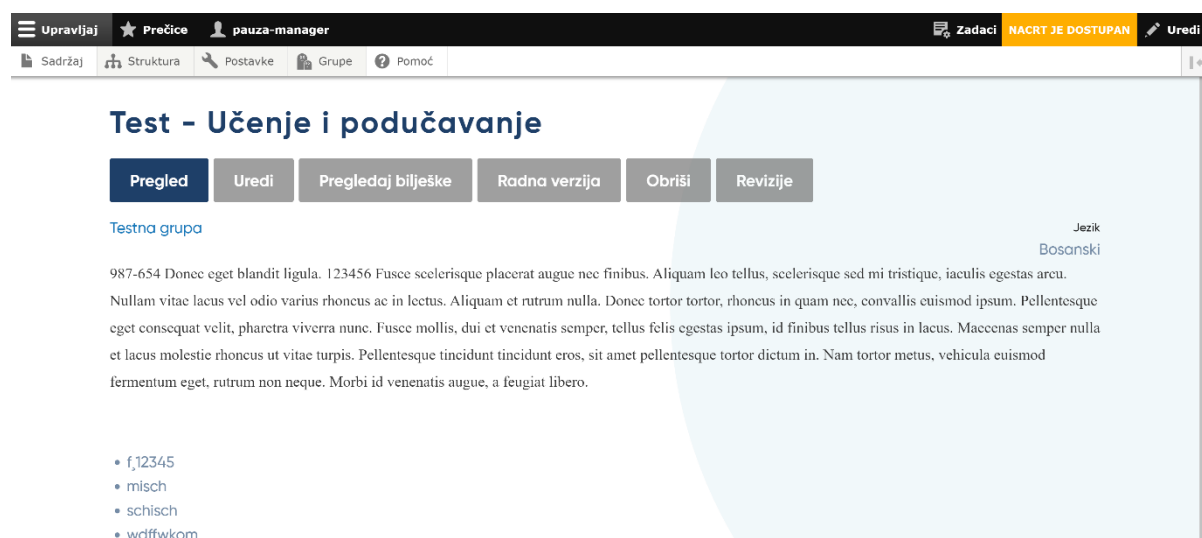 Upravljaj Prečice pauza-manager Zadaci NACRT JE DOSTUPAN Uredi
Sadržaj Struktura Postavke Grupe Pomoć
Test - Učenje i podučavanje
Pregled Uredi Pregledaj bilješke Radna verzija Obriši Revizije
Testna grupa
Jezik
Bosanski
987-654 Donec eget blandit ligula. 123456 Fusce scelerisque placerat augue nec finibus. Aliquam leo tellus, scelerisque sed mi tristique, iaculis egestas arcu.
Nullam vitae lacus vel odio varius rhoncus ac in lectus. Aliquam et rutrum nulla. Donec tortor tortor, rhoncus in quam nec, convallis euismod ipsum. Pellentesque
eget consequat velit, pharetra viverra nunc. Fusce mollis, dui et venenatis semper, tellus felis egestas ipsum, id finibus tellus risus in lacus. Maecenas semper nulla
et lacus molestie rhoncus ut vitae turpis. Pellentesque tincidunt tincidunt eros, sit amet pellentesque tortor dictum in. Nam tortor metus, vehicula euismod
fermentum eget, rutrum non neque. Morbi id venenatis augue, a feugiat libero.
• f¸12345
• misch
• schisch
• wdffwkom